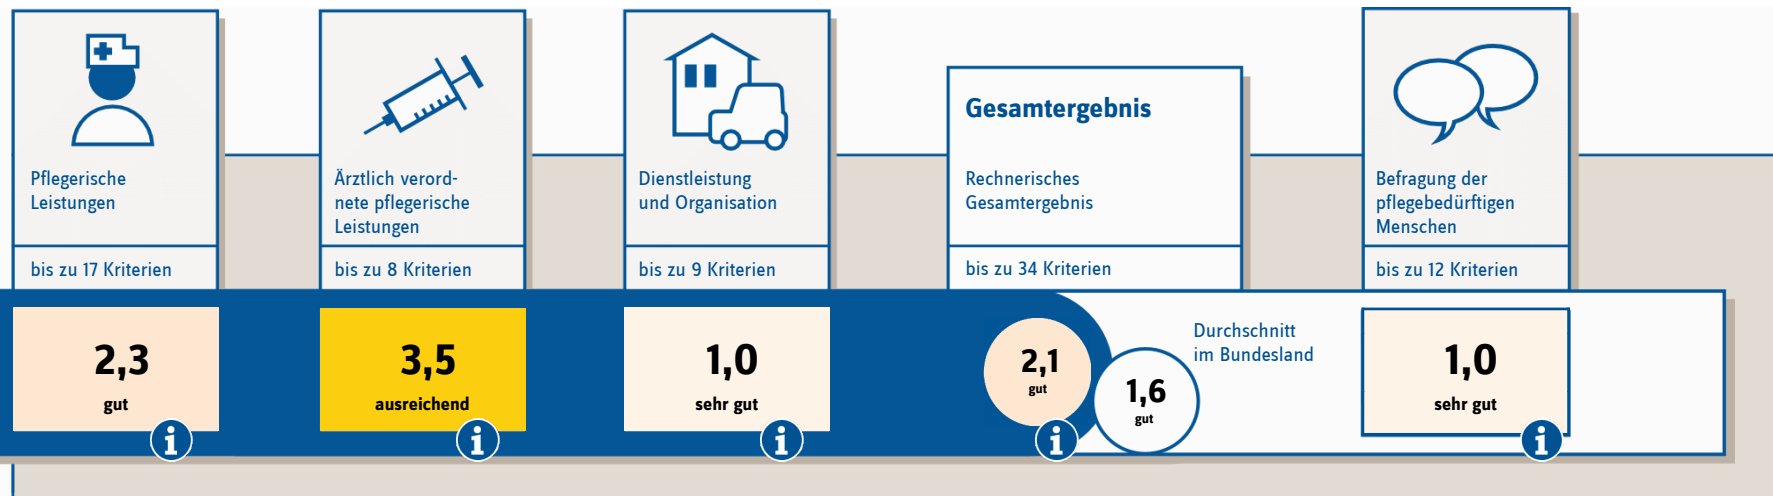 Pflegerische
Leistungen
bis zu 17 Kriterien
2,3
gut
i
Ärztlich verord-
nete pflegerische
Leistungen
bis zu 8 Kriterien
3,5
ausreichend
i
Dienstleistung
und Organisation
bis zu 9 Kriterien
1,0
sehr gut
i
Gesamtergebnis
Rechnerisches
Gesamtergebnis
bis zu 34 Kriterien
2,1
gut
i
1,6
gut
Durchschnitt
im Bundesland
Befragung der
pflegebedürftigen
Menschen
bis zu 12 Kriterien
1,0
sehr gut
i